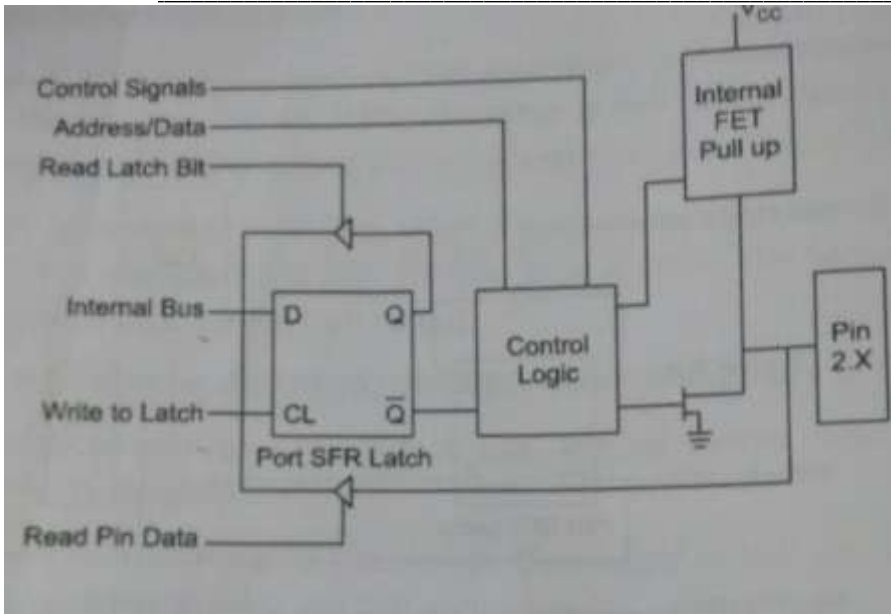 Vcc
Control Signals
Address/Data
Read Latch Bit
Internal
FET
Pull up
Internal Bus
D
Q
Control
Logic
Pin
2.X
Write to Latch
CL
Q̅
Port SFR Latch
Read Pin Data